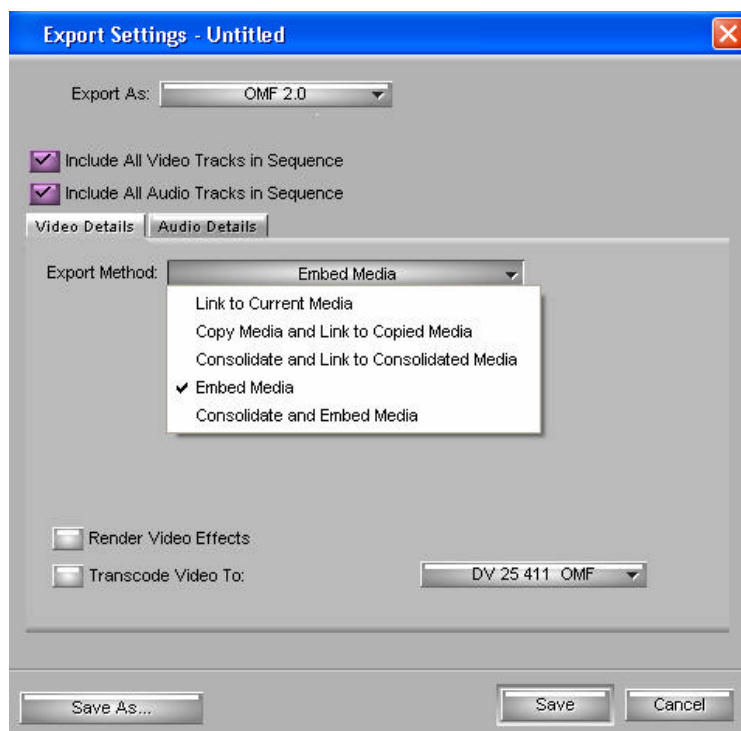 Export Settings - Untitled
Export As: OMF 2.0
Include All Video Tracks in Sequence
Include All Audio Tracks in Sequence
Video Details Audio Details
Export Method: Embed Media
Link to Current Media
Copy Media and Link to Copied Media
Consolidate and Link to Consolidated Media
Embed Media
Consolidate and Embed Media
Render Video Effects
Transcode Video To: DV 25 411 OMF
Save As... Save Cancel